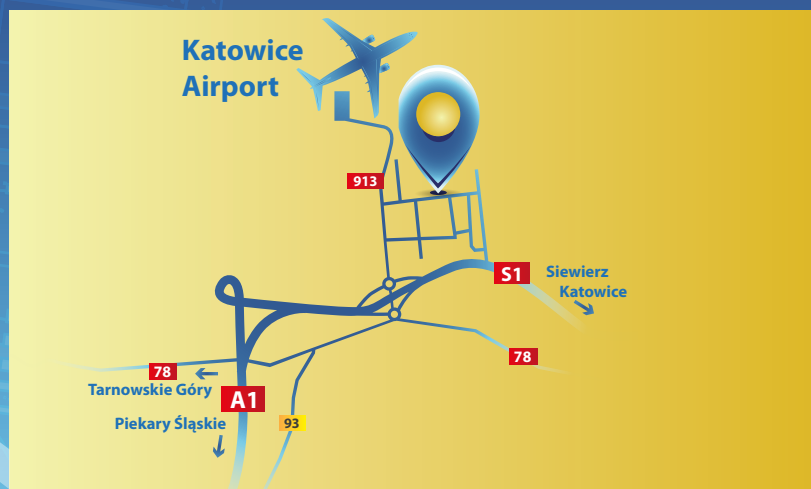 Katowice
Airport
913
S1
Siewierz
Katowice
78
78
Tarnowskie Góry
A1
Piekary Śląskie
93